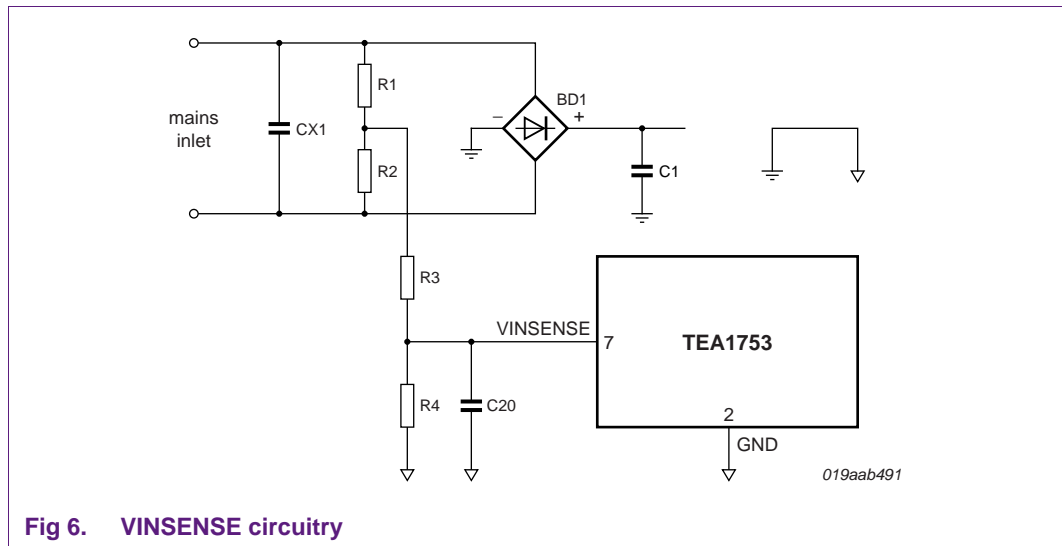 mains
inlet
CX1
R1
R2
BD1
−
+
C1
R3
VINSENSE
7
TEA1753
R4
C20
2
GND
019aab491
Fig 6. VINSENSE circuitry